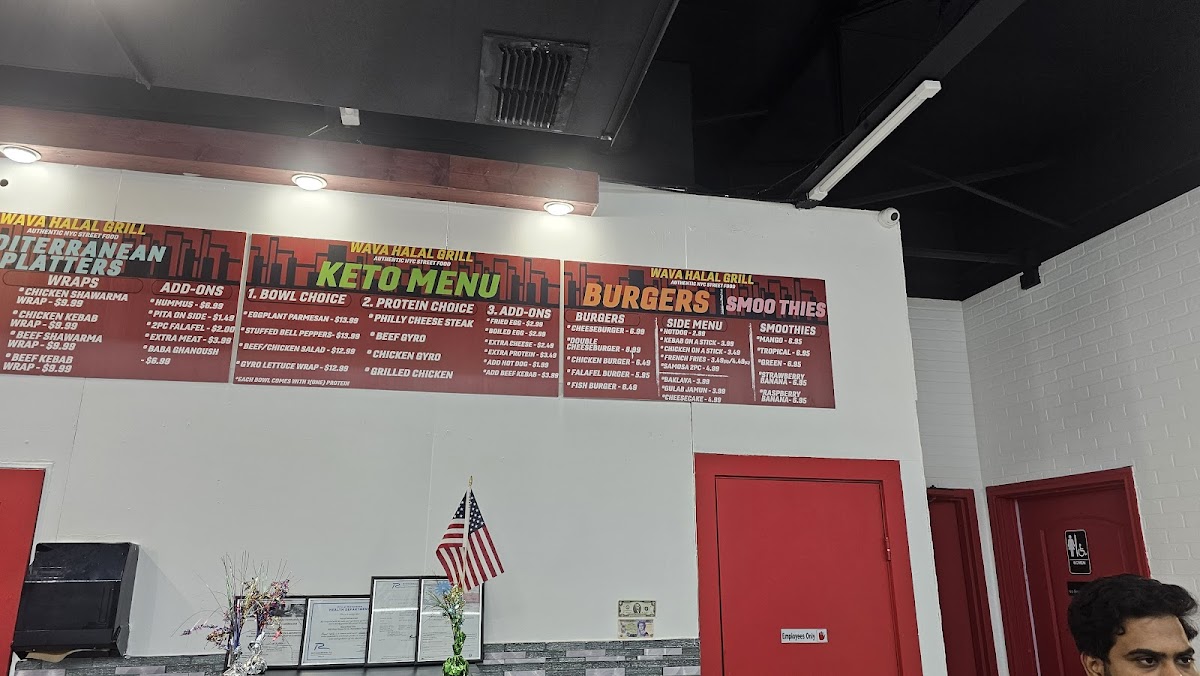 WAVA HALAL GRILL
AUTHENTIC NYC STREET FOOD
DITERRANEAN
PLATTERS
WRAPS
* CHICKEN SHAWARMA
WRAP - $9.99
* CHICKEN KEBAB
WRAP - $9.99
* BEEF SHAWARMA
WRAP - $9.99
* BEEF KEBAB
WRAP - $9.99
ADD-ONS
* HUMMUS - $6.99
* PITA ON SIDE - $1.49
* 2PC FALAFEL - $2.00
* EXTRA MEAT - $3.99
* BABA GHANOUSH
- $6.99
WAVA HALAL GRILL
AUTHENTIC NYC STREET FOOD
KETO MENU
1. BOWL CHOICE
* EGGPLANT PARMESAN - $13.99
* STUFFED BELL PEPPERS- $13.99
* BEEF/CHICKEN SALAD - $12.99
* GYRO LETTUCE WRAP - $12.99
*EACH BOWL COMES WITH 1(ONE) PROTEIN
2. PROTEIN CHOICE
* PHILLY CHEESE STEAK
* BEEF GYRO
* CHICKEN GYRO
* GRILLED CHICKEN
3. ADD-ONS
*FRIED EGG - $2.99
*BOILED EGG - $2.99
*EXTRA CHEESE - $2.49
*EXTRA PROTEIN - $3.49
*ADD HOT DOG - $1.99
*ADD BEEF KEBAB - $3.99
WAVA HALAL GRILL
AUTHENTIC NYC STREET FOOD
BURGERS
SMOOTHIES
BURGERS
*CHEESEBURGER - 6.99
*DOUBLE
CHEESEBURGER - 8.99
*CHICKEN BURGER - 6.49
*FALAFEL BURGER - 5.95
*FISH BURGER - 6.49
SIDE MENU
*HOTDOG - 2.99
*KEBAB ON A STICK - 3.99
*CHICKEN ON A STICK - 3.49
*FRENCH FRIES - 3.49
*SAMOSA 2PC - 4.99
*BAKLAVA - 3.99
*GULAB JAMUN - 3.99
*CHEESECAKE - 4.99
SMOOTHIES
*MANGO - 6.95
*TROPICAL - 6.95
*GREEN - 6.95
*STRAWBERRY
BANANA - 6.95
*RASPBERRY
BANANA- 6.95
Employees Only
WOMEN